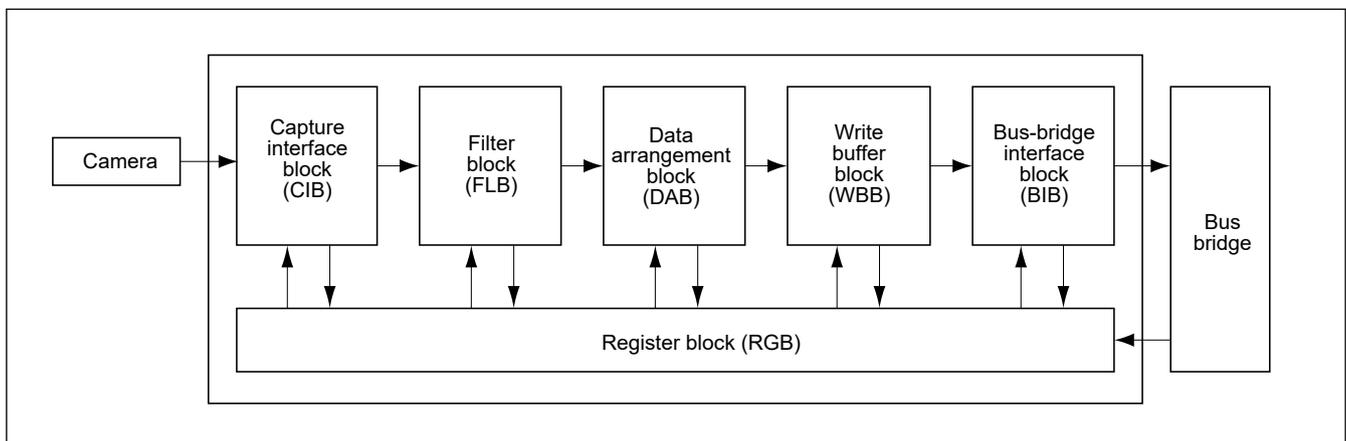 Camera
Capture
interface
block
(CIB)
Filter
block
(FLB)
Data
arrangement
block
(DAB)
Write
buffer
block
(WBB)
Bus-bridge
interface
block
(BIB)
Bus
bridge
Register block (RGB)